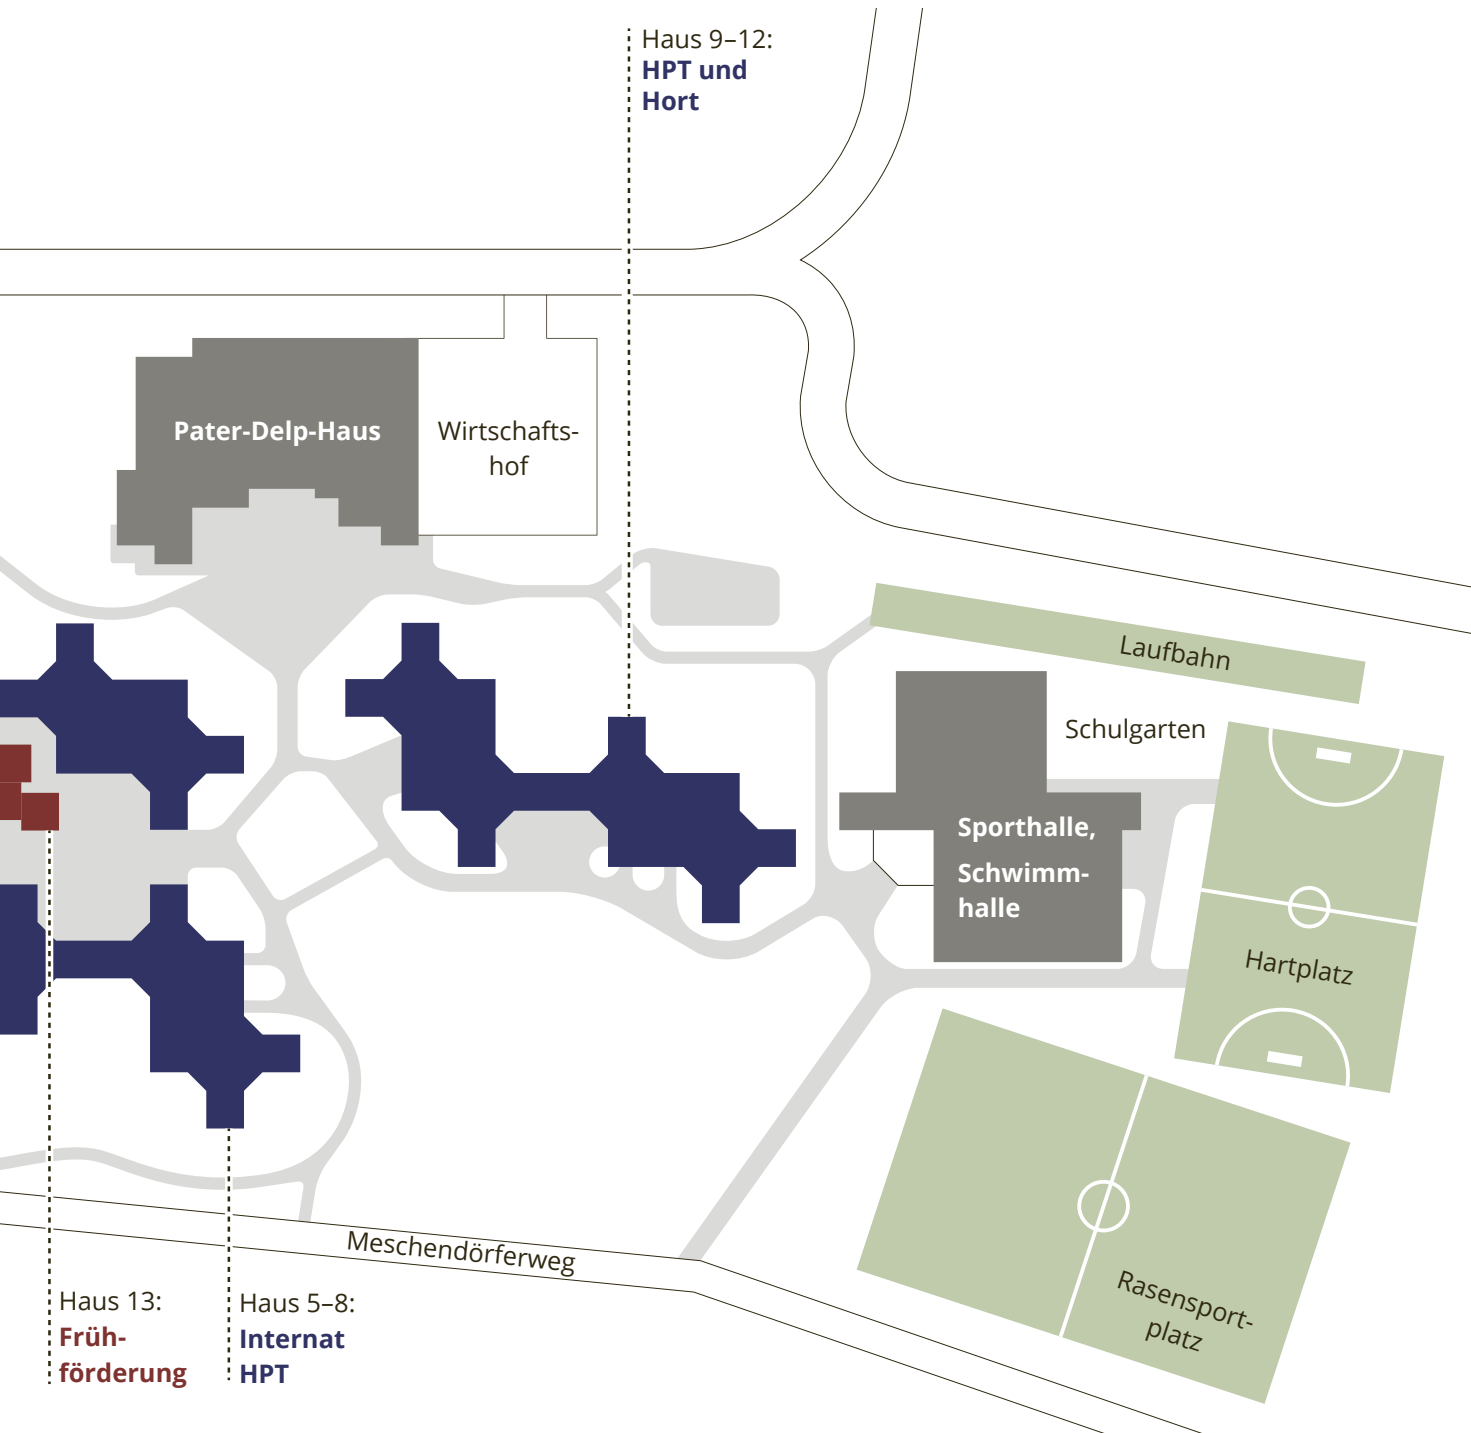 Haus 9–12:
HPT und
Hort
Pater-Delp-Haus
Wirtschafts-
hof
Laufbahn
Schulgarten
Sporthalle,
Schwimm-
halle
Hartplatz
Meschendörferweg
Rasensport-
platz
Haus 13:
Früh-
förderung
Haus 5–8:
Internat
HPT